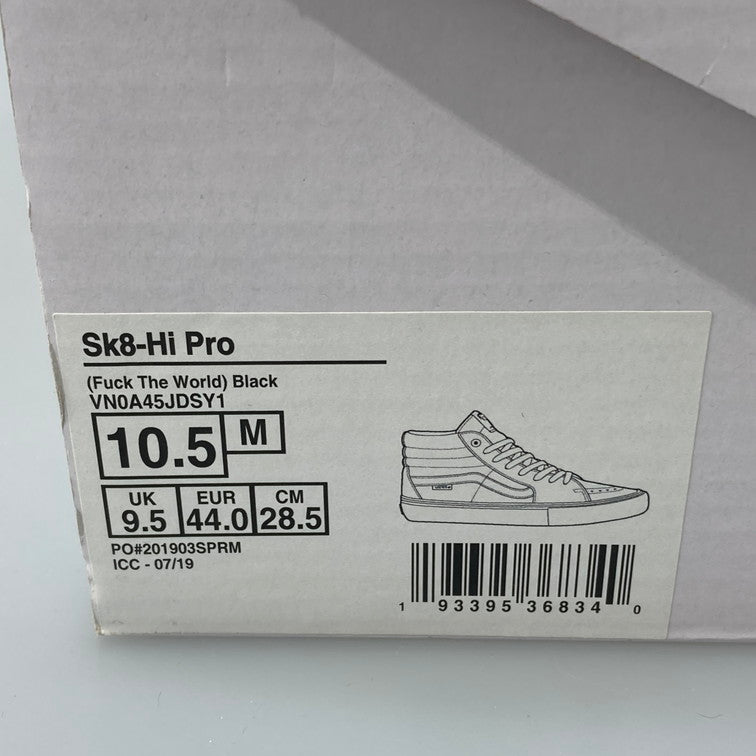 Sk8-Hi Pro
(Fuck The World) Black
VN0A45JDSY1
10.5 M
UK EUR CM
9.5 44.0 28.5
PO#201903SPRM
ICC - 07/19
1 93395 36834 0